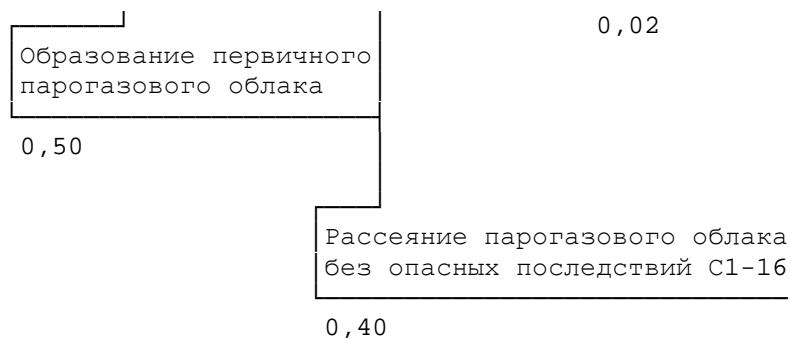 0,02
Образование первичного
парогазового облака
0,50
Рассеяние парогазового облака
без опасных последствий С1-16
0,40